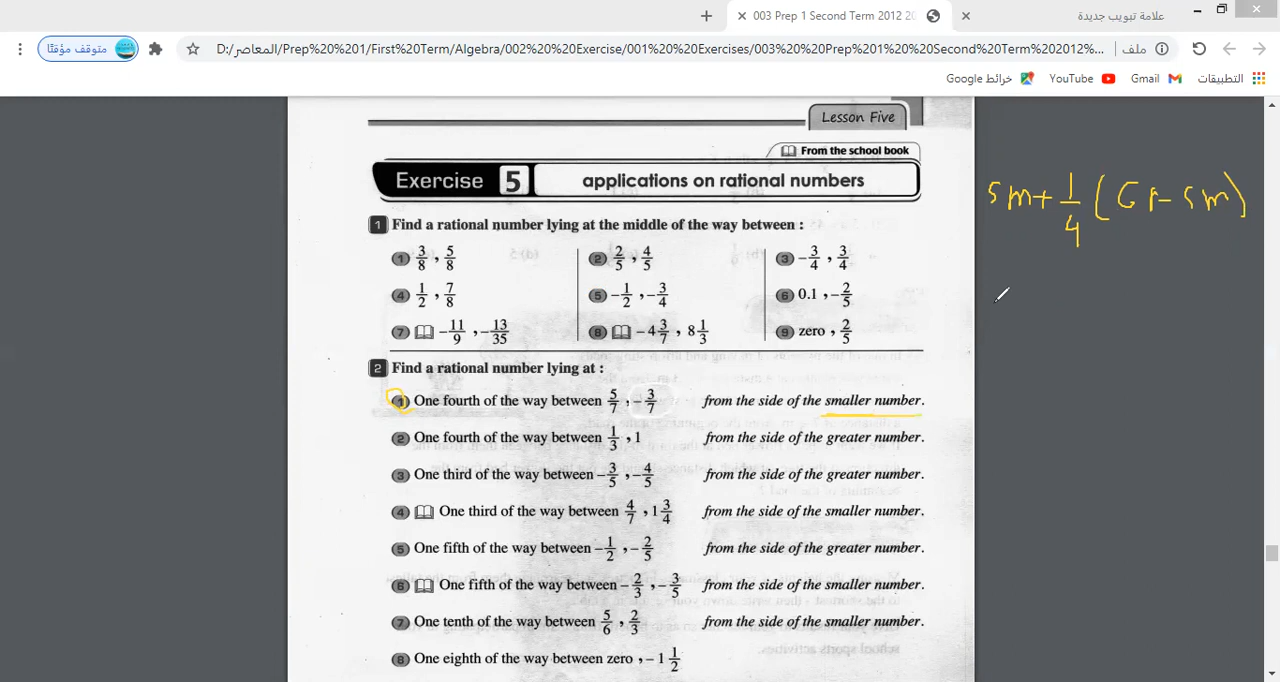 003 Prep 1 Second Term 2012 20
علامة تبويب جديدة
متوقف مؤقتًا
D:/المعاصر/Prep%20%201/First%20Term/Algebra/002%20%20Exercise/001%20%20Exercises/003%20%20Prep%201%20%20Second%20Term%202012%...
ملف
خرائط Google
YouTube
Gmail
التطبيقات
Lesson Five
From the school book
Exercise 5 applications on rational numbers
1 Find a rational number lying at the middle of the way between :
1 3/8 , 5/8
2 2/5 , 4/5
3 -3/4 , 3/4
4 1/2 , 7/8
5 -1/2 , -3/4
6 0.1 , -2/5
7 -11/9 , -13/35
8 -4 3/7 , 8 1/3
9 zero , 2/5
2 Find a rational number lying at :
1 One fourth of the way between 5/7 , -3/7 from the side of the smaller number.
2 One fourth of the way between 1/3 , 1 from the side of the greater number.
3 One third of the way between -3/5 , -4/5 from the side of the greater number.
4 One third of the way between 4/7 , 1 3/4 from the side of the smaller number.
5 One fifth of the way between -1/2 , -2/5 from the side of the greater number.
6 One fifth of the way between -2/3 , -3/5 from the side of the smaller number.
7 One tenth of the way between 5/6 , 2/3 from the side of the smaller number.
8 One eighth of the way between zero , -1 1/2
Sm + 1/4 ( Gr - Sm )